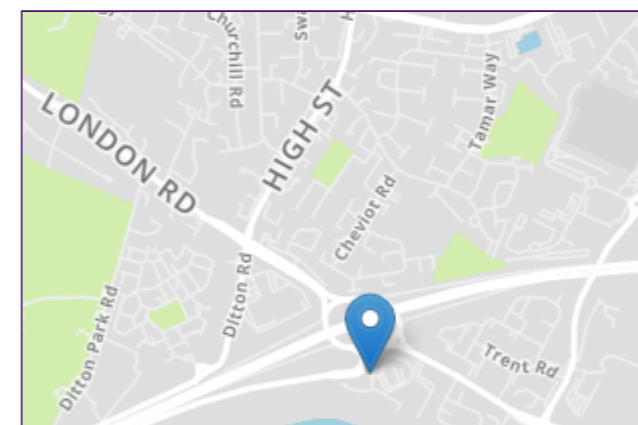 Churchill Rd
HIGH ST
Tamar Way
LONDON RD
Cheviot Rd
Ditton Rd
Ditton Park Rd
Trent Rd